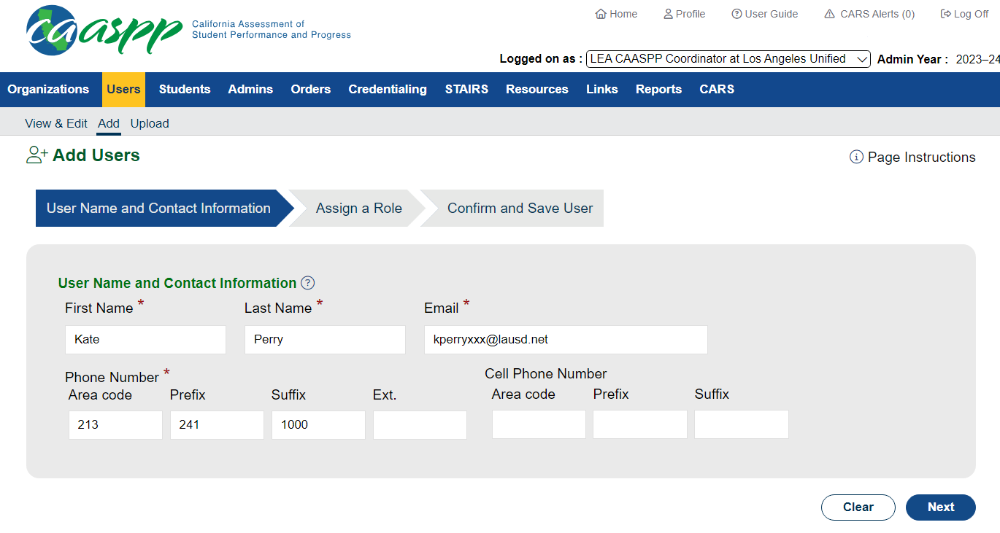 caaspp California Assessment of
Student Performance and Progress
Home Profile User Guide CARS Alerts (0) Log Off
Logged on as : LEA CAASPP Coordinator at Los Angeles Unified Admin Year : 2023–24
Organizations Users Students Admins Orders Credentialing STAIRS Resources Links Reports CARS
View & Edit Add Upload
Add Users
Page Instructions
User Name and Contact Information Assign a Role Confirm and Save User
User Name and Contact Information ?
First Name * Last Name * Email *
Kate Perry kperryxxx@lausd.net
Phone Number * Cell Phone Number
Area code Prefix Suffix Ext. Area code Prefix Suffix
213 241 1000
Clear Next